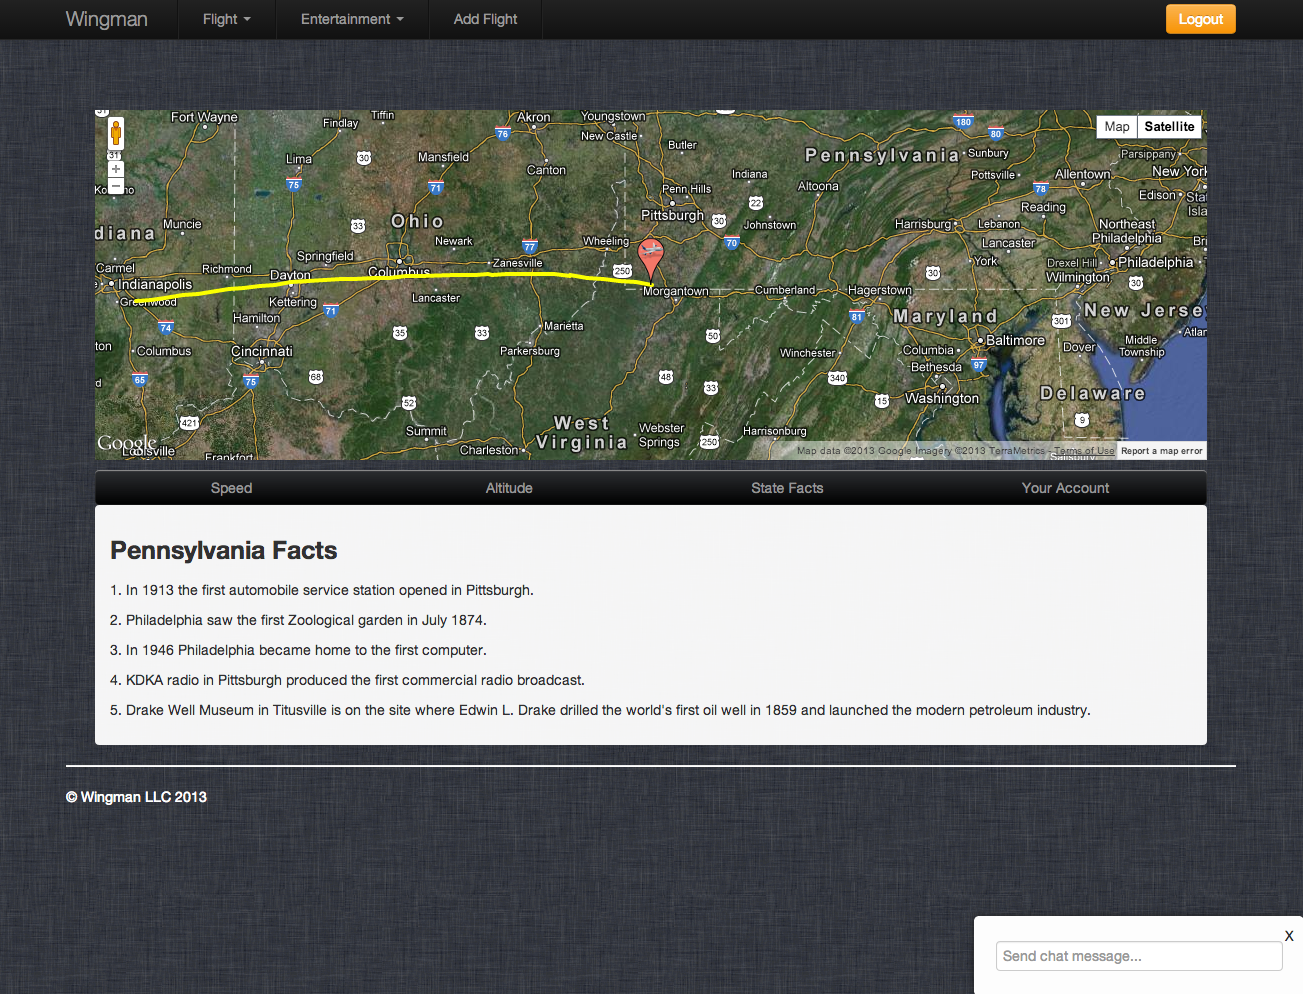 Wingman
Flight
Entertainment
Add Flight
Logout
Fort Wayne
Findlay
Tiffin
Akron
Youngstown
New Castle
Butler
Pennsylvania
Sunbury
Map
Satellite
Parsippany
New York
Lima
Mansfield
Canton
Penn Hills
Indiana
Altoona
Pottsville
Allentown
Edison
Reading
Muncie
Ohio
Pittsburgh
Johnstown
Harrisburg
Lebanon
Lancaster
Northeast
Philadelphia
diana
Carmel
Richmond
Springfield
Newark
Wheeling
Zanesville
York
Drexel Hill
Philadelphia
Wilmington
Indianapolis
Dayton
Columbus
Greenwood
Kettering
Lancaster
Morgantown
Cumberland
Hagerstown
Hamilton
Marietta
Maryland
New Jerse
Columbus
Cincinnati
Parkersburg
Winchester
Columbia
Baltimore
Dover
Middle
Township
Bethesda
Washington
Delaware
Summit
West
Virginia
Webster
Springs
Harrisonburg
Charleston
Google
Louisville
Frankfort
Map data ©2013 Google Imagery ©2013 TerraMetrics - Terms of Use
Report a map error
Speed
Altitude
State Facts
Your Account
Pennsylvania Facts
1. In 1913 the first automobile service station opened in Pittsburgh.
2. Philadelphia saw the first Zoological garden in July 1874.
3. In 1946 Philadelphia became home to the first computer.
4. KDKA radio in Pittsburgh produced the first commercial radio broadcast.
5. Drake Well Museum in Titusville is on the site where Edwin L. Drake drilled the world's first oil well in 1859 and launched the modern petroleum industry.
© Wingman LLC 2013
X
Send chat message...